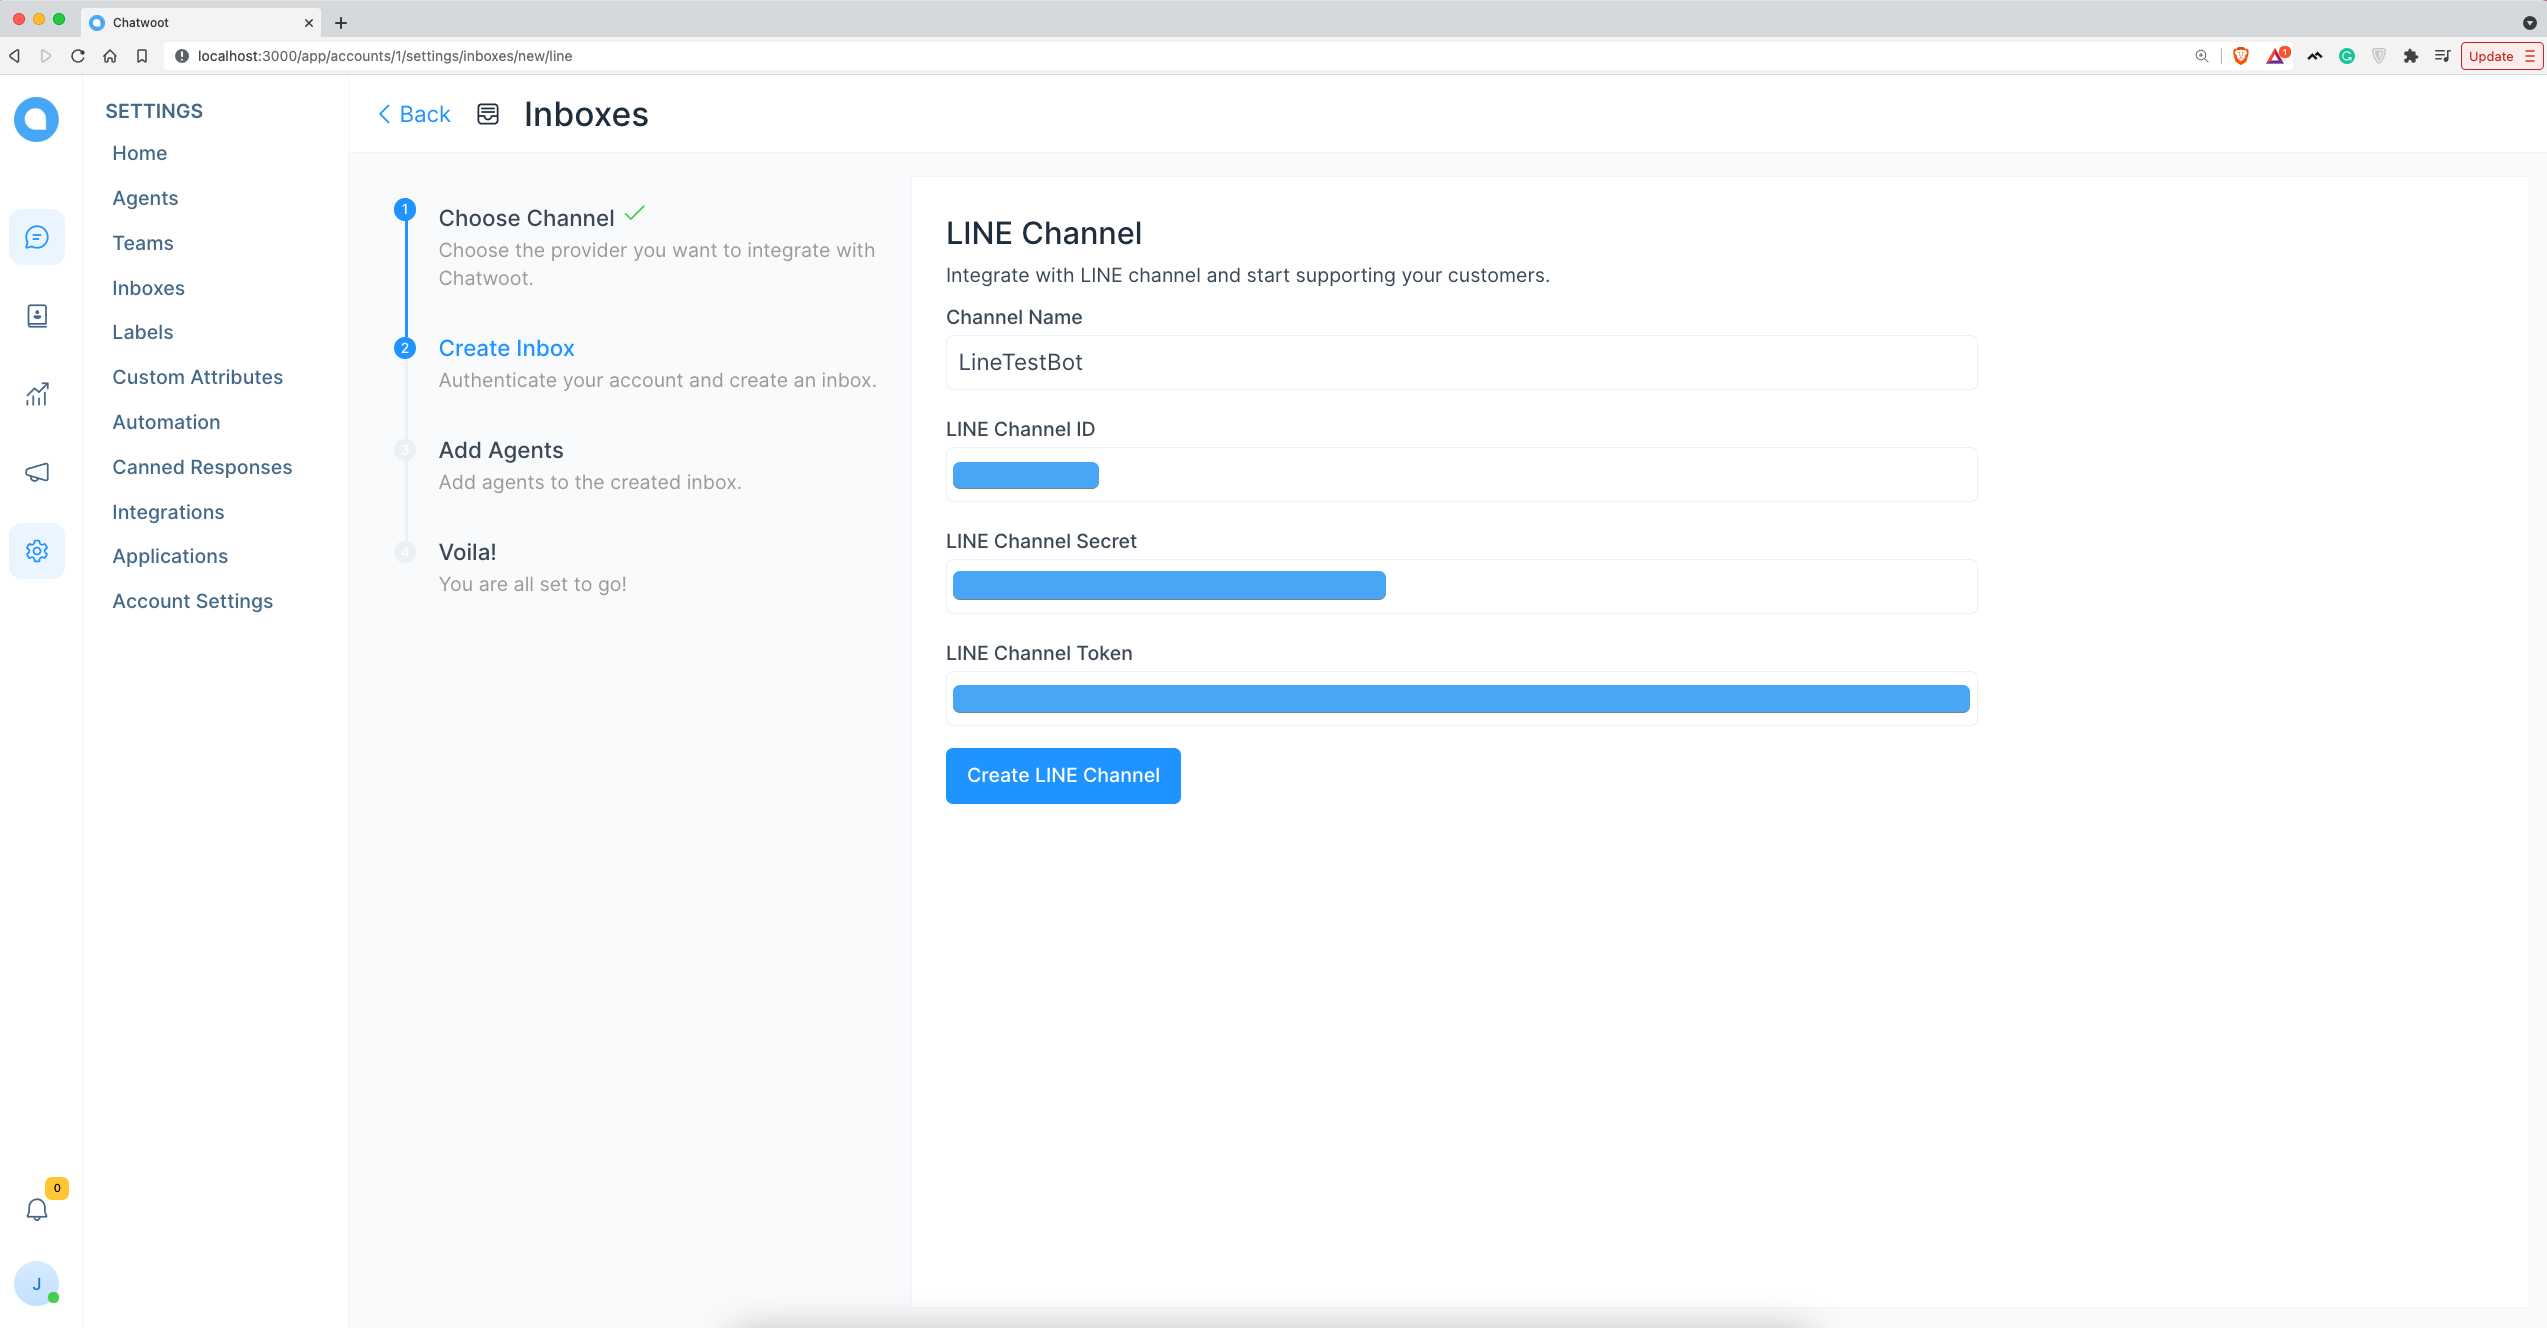 Chatwoot
localhost:3000/app/accounts/1/settings/inboxes/new/line
1
Update
SETTINGS
Home
Agents
Teams
Inboxes
Labels
Custom Attributes
Automation
Canned Responses
Integrations
Applications
Account Settings
0
J
Back
Inboxes
1
Choose Channel
Choose the provider you want to integrate with
Chatwoot.
2
Create Inbox
Authenticate your account and create an inbox.
3
Add Agents
Add agents to the created inbox.
4
Voila!
You are all set to go!
LINE Channel
Integrate with LINE channel and start supporting your customers.
Channel Name
LineTestBot
LINE Channel ID
LINE Channel Secret
LINE Channel Token
Create LINE Channel